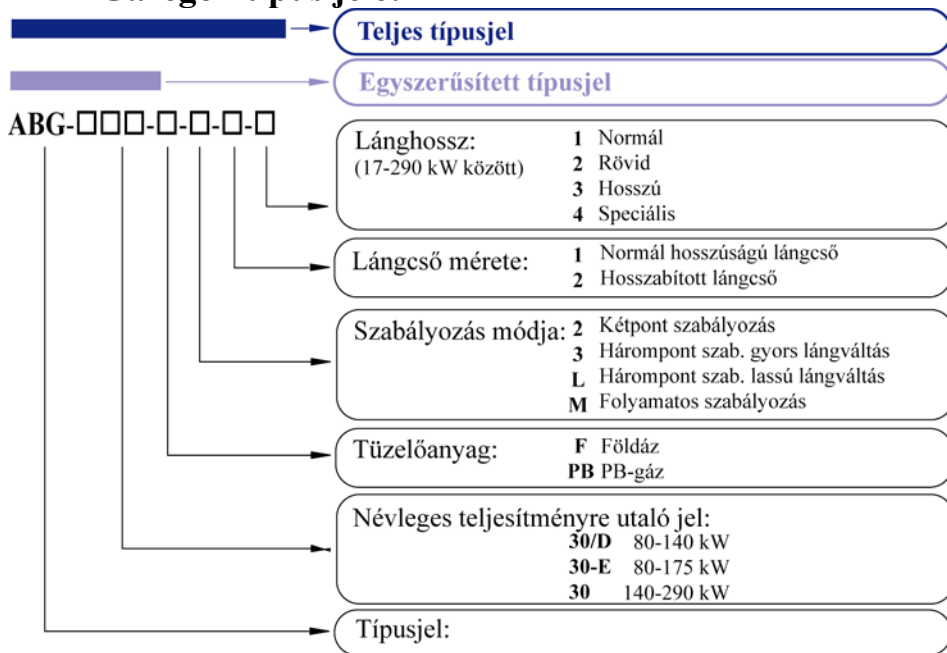 Teljes típusjel
Egyszerűsített típusjel
ABG-□□□-□-□-□-□
Lánghossz:
(17-290 kW között)
1 Normál
2 Rövid
3 Hosszú
4 Speciális
Lángcső mérete:
1 Normál hosszúságú lángcső
2 Hosszabított lángcső
Szabályozás módja:
2 Kétpont szabályozás
3 Hárompont szab. gyors lángváltás
L Hárompont szab. lassú lángváltás
M Folyamatos szabályozás
Tüzelőanyag:
F Földáz
PB PB-gáz
Névleges teljesítményre utaló jel:
30/D 80-140 kW
30-E 80-175 kW
30 140-290 kW
Típusjel: